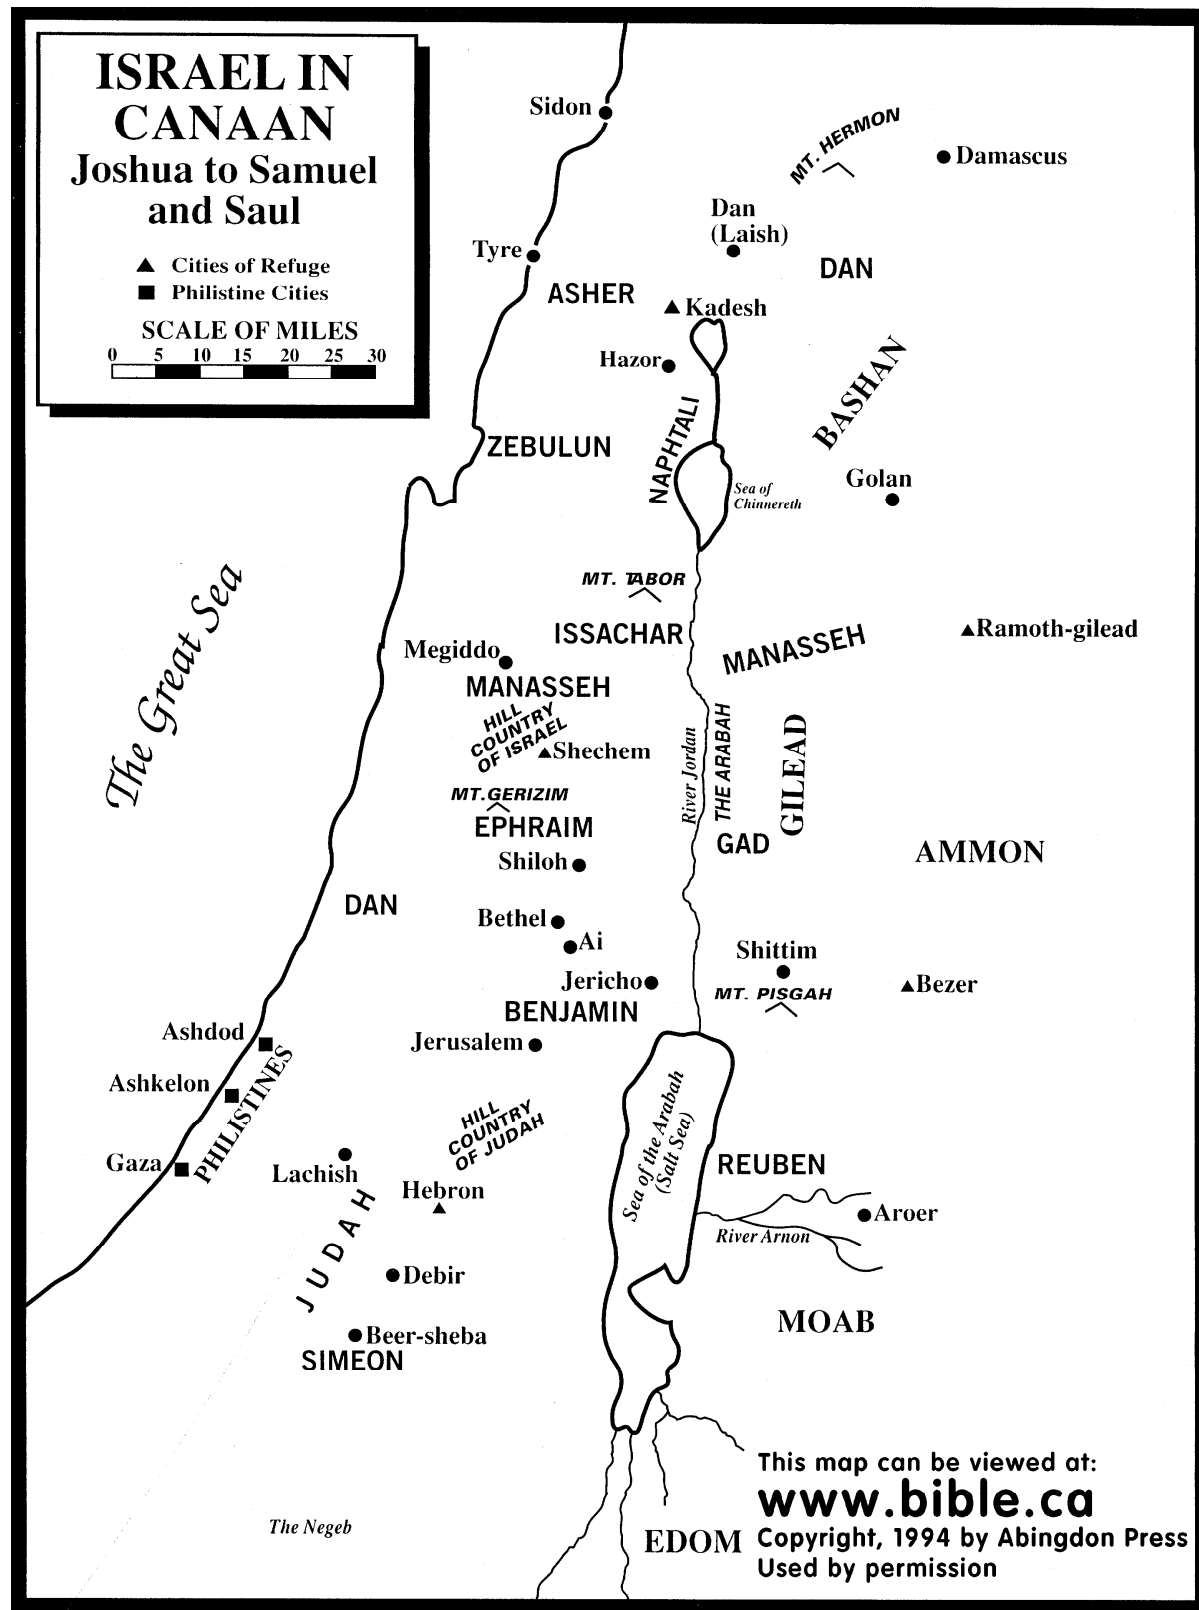 ISRAEL IN
CANAAN
Joshua to Samuel
and Saul
Cities of Refuge
Philistine Cities
SCALE OF MILES
0 5 10 15 20 25 30
Sidon
MT. HERMON
Damascus
Dan
(Laish)
Tyre
DAN
ASHER
Kadesh
Hazor
BASHAN
NAPHTALI
ZEBULUN
Golan
Sea of
Chinnereth
The Great Sea
MT. TABOR
ISSACHAR
MANASSEH
Ramoth-gilead
Megiddo
MANASSEH
HILL
COUNTRY
OF ISRAEL
Shechem
River Jordan
THE ARABAH
GILEAD
MT. GERIZIM
EPHRAIM
GAD
AMMON
Shiloh
DAN
Bethel
Ai
Shittim
Jericho
MT. PISGAH
Bezer
BENJAMIN
Ashdod
Jerusalem
Ashkelon
PHILISTINES
HILL
COUNTRY
OF JUDAH
Sea of the Arabah
(Salt Sea)
Gaza
Lachish
REUBEN
Hebron
JUDAH
Aroer
River Arnon
Debir
MOAB
Beer-sheba
SIMEON
This map can be viewed at:
www.bible.ca
The Negeb
EDOM
Copyright, 1994 by Abingdon Press
Used by permission